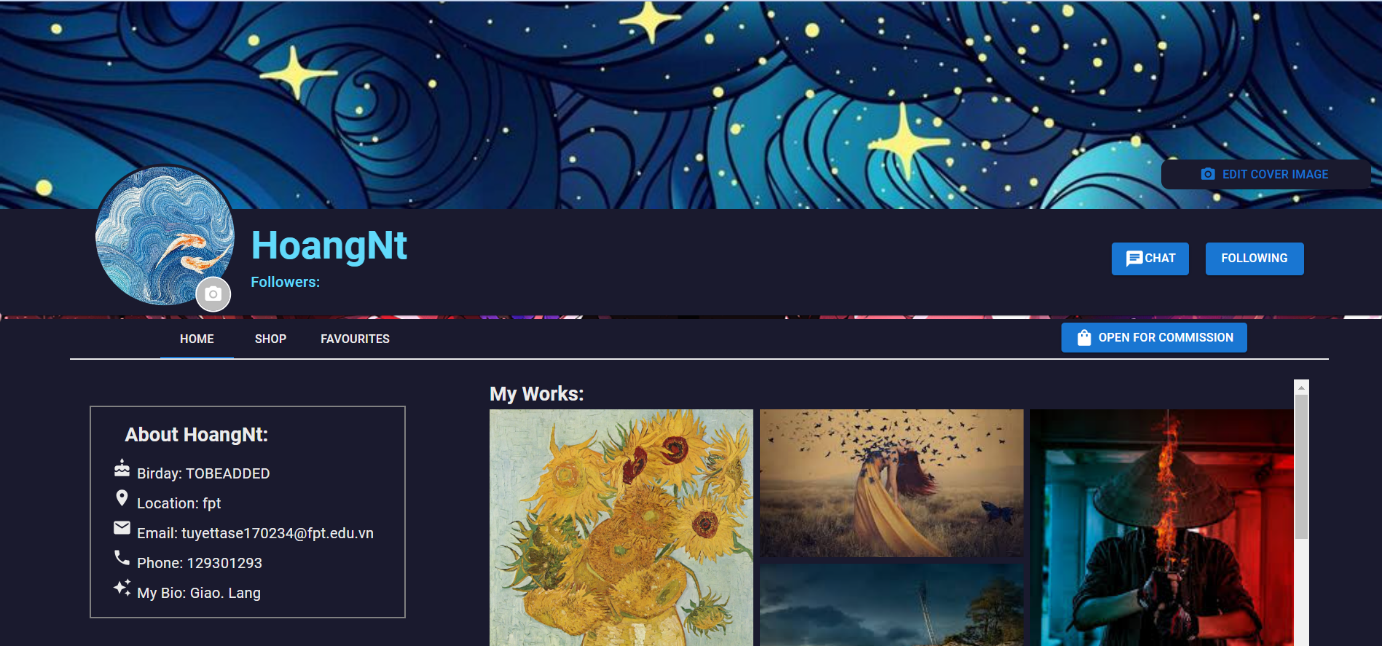 EDIT COVER IMAGE
HoangNt
Followers:
CHAT
FOLLOWING
HOME
SHOP
FAVOURITES
OPEN FOR COMMISSION
About HoangNt:
Birday: TOBEADDED
Location: fpt
Email: tuyettase170234@fpt.edu.vn
Phone: 129301293
My Bio: Giao. Lang
My Works: